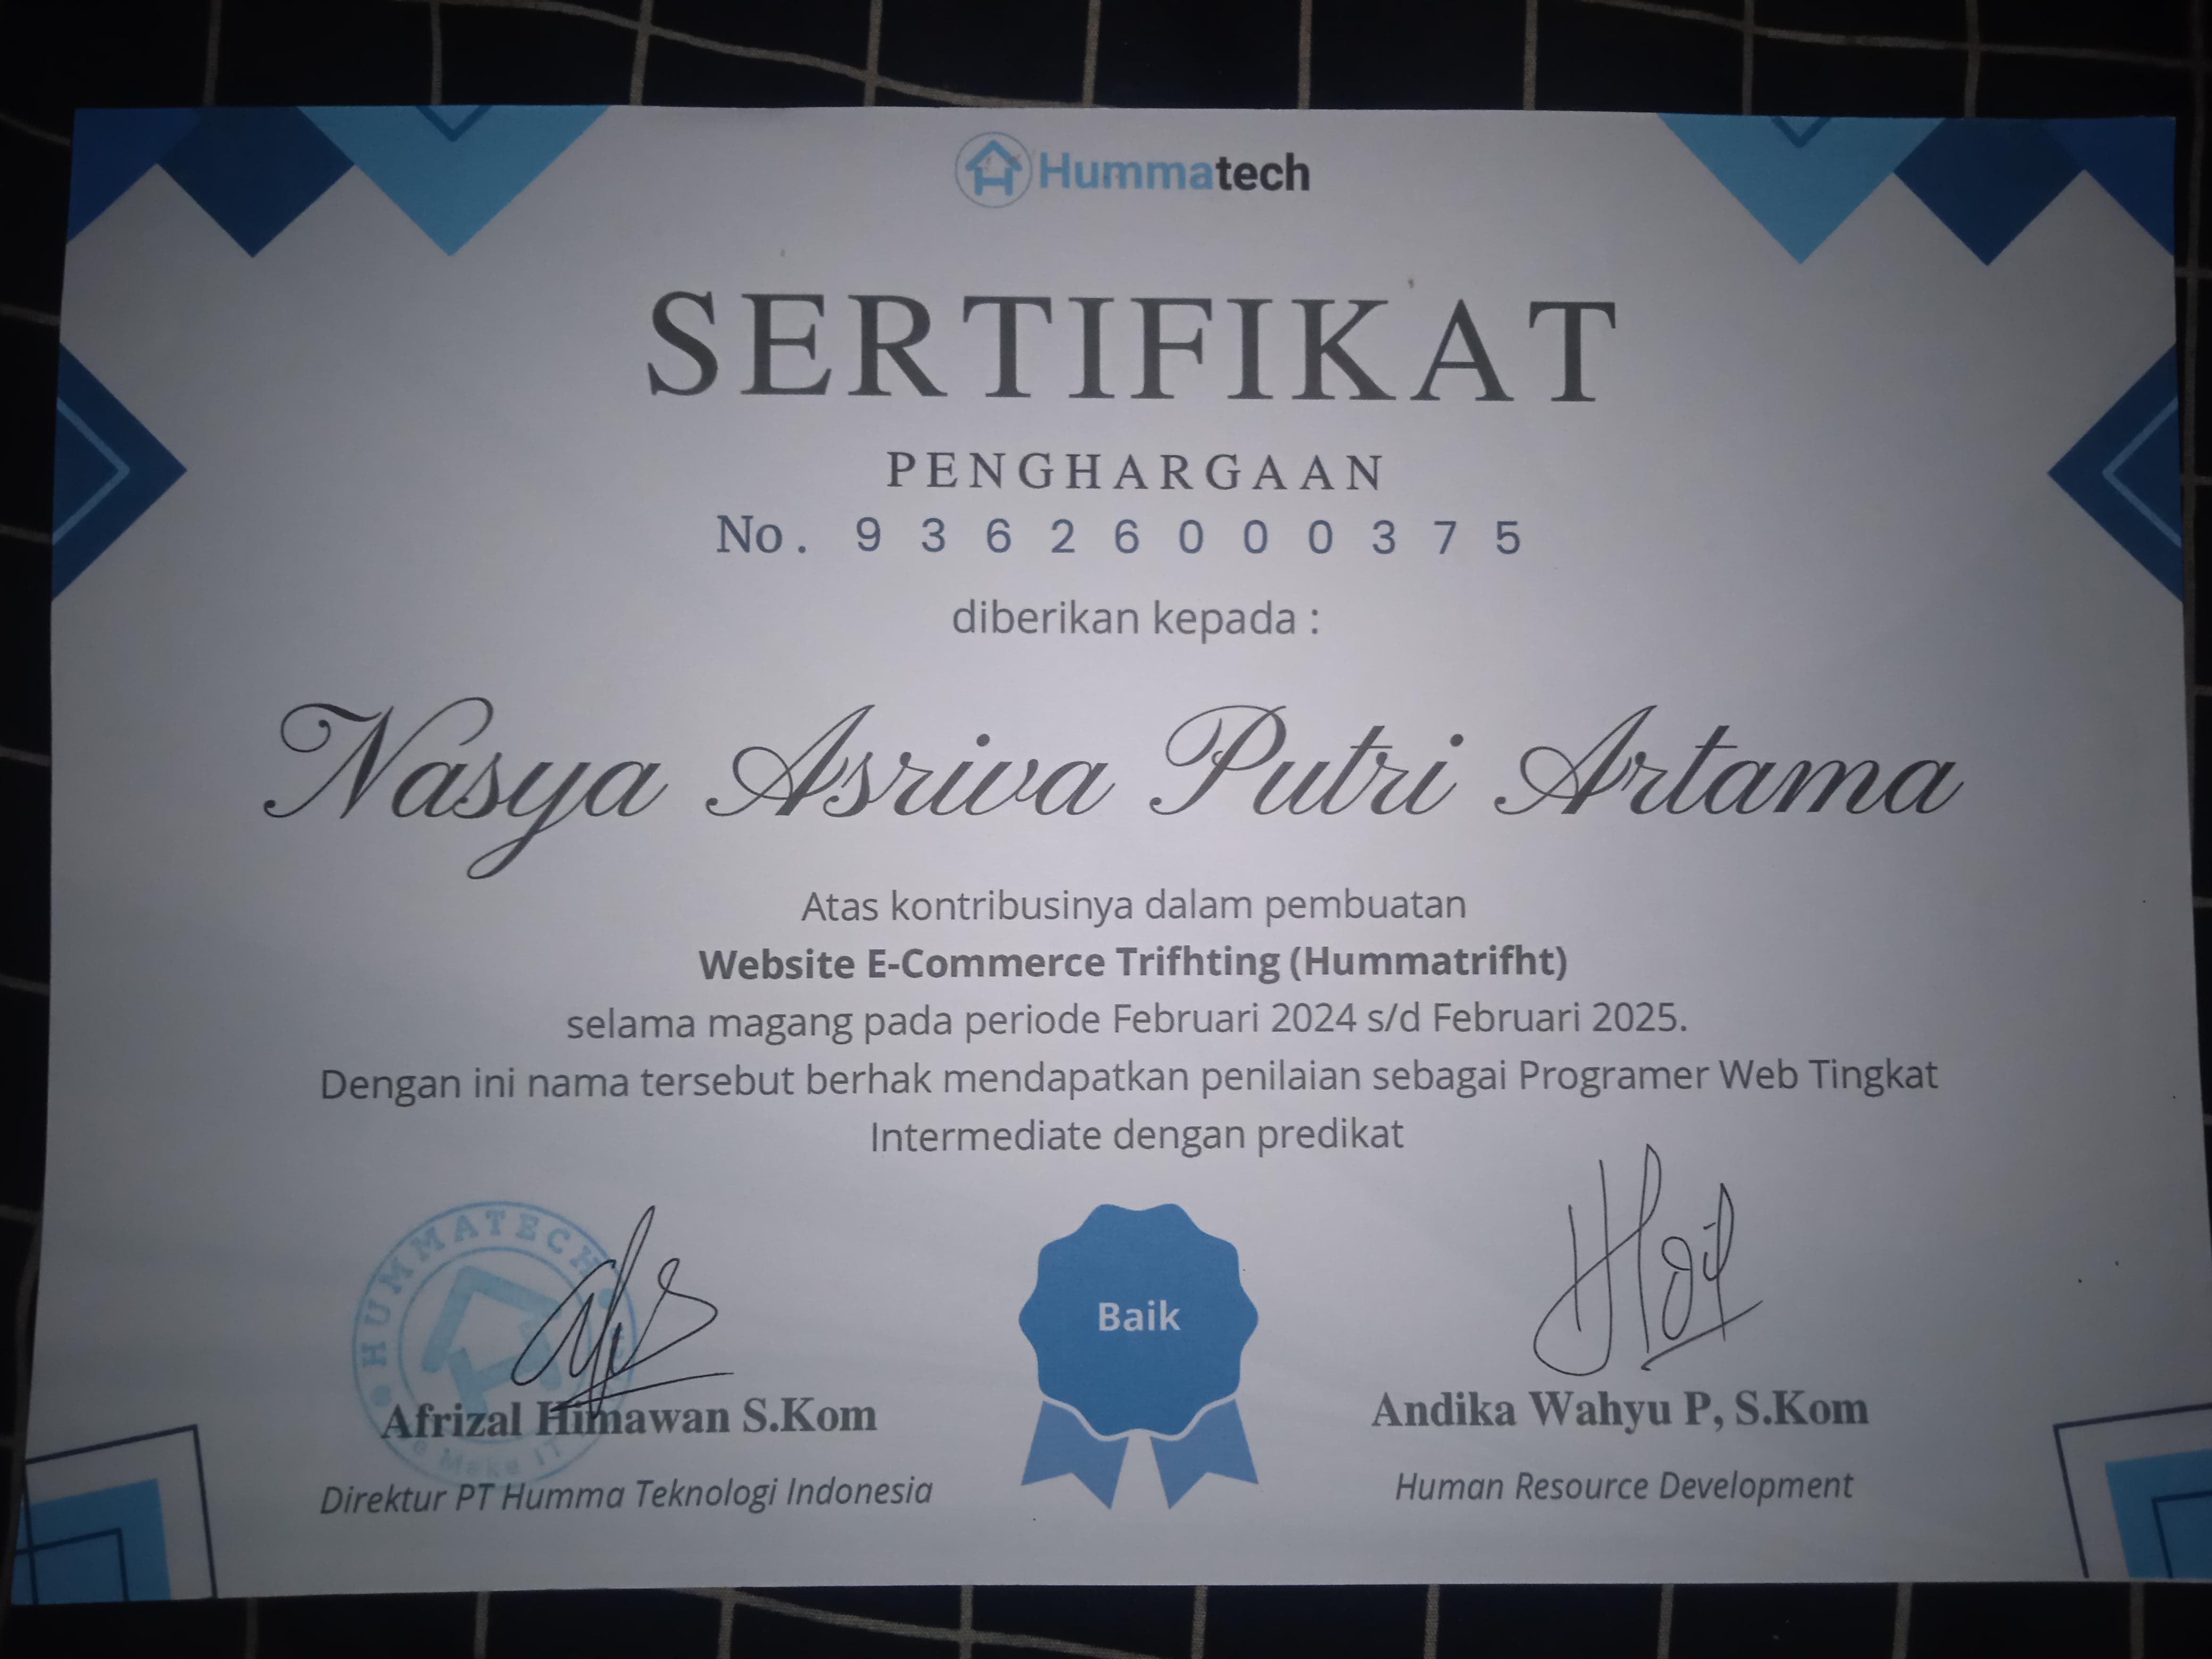 Hummatech
SERTIFIKAT
PENGHARGAAN
No. 93626000375
diberikan kepada :
Nasya Asriva Putri Artama
Atas kontribusinya dalam pembuatan
Website E-Commerce Trifhting (Hummatrifht)
selama magang pada periode Februari 2024 s/d Februari 2025.
Dengan ini nama tersebut berhak mendapatkan penilaian sebagai Programer Web Tingkat
Intermediate dengan predikat
HUMMATECH
Make IT
Baik
Afrizal Himawan S.Kom
Direktur PT Humma Teknologi Indonesia
Andika Wahyu P, S.Kom
Human Resource Development